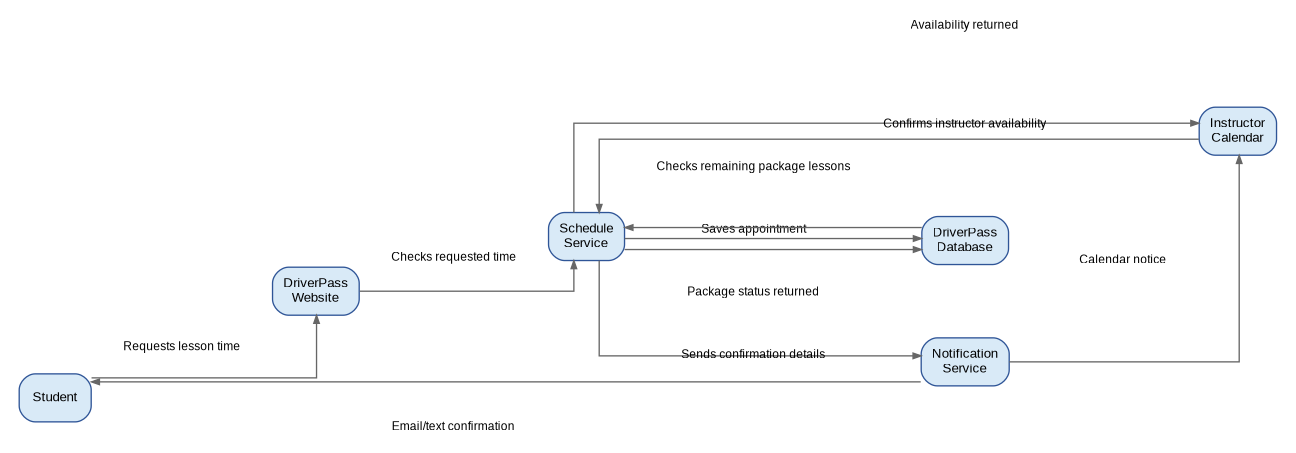 Availability returned
Confirms instructor availability
Instructor
Calendar
Checks remaining package lessons
Schedule
Service
Saves appointment
DriverPass
Database
Checks requested time
Calendar notice
DriverPass
Website
Package status returned
Requests lesson time
Sends confirmation details
Notification
Service
Student
Email/text confirmation